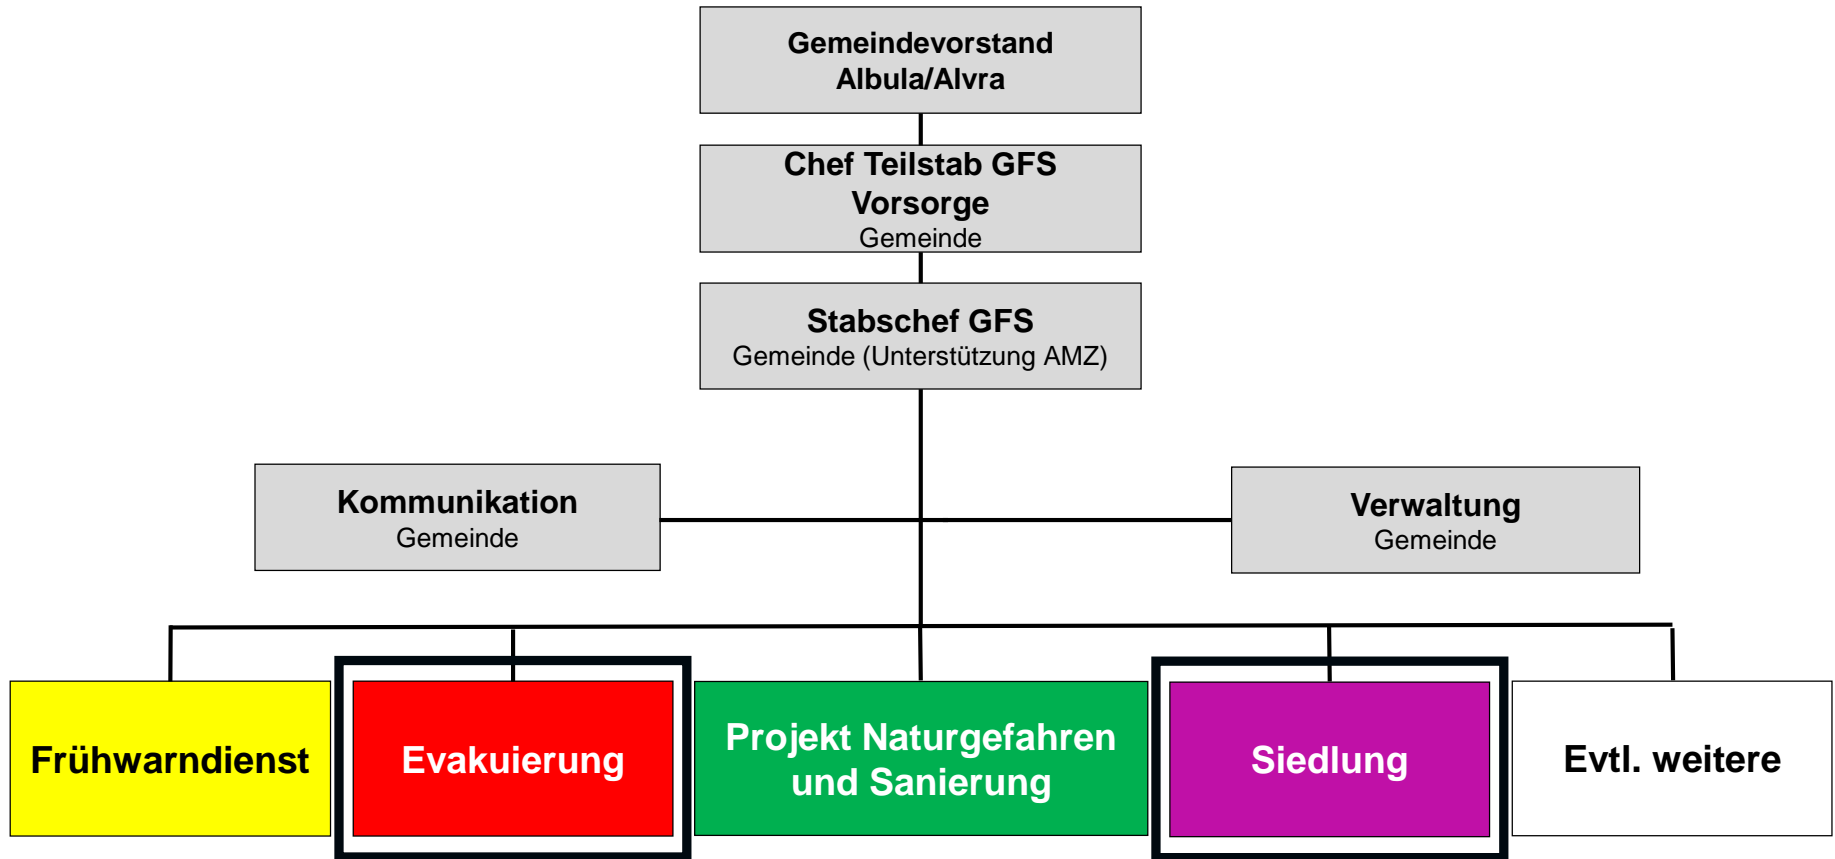 Gemeindevorstand
Albula/Alvra
Chef Teilstab GFS
Vorsorge
Gemeinde
Stabschef GFS
Gemeinde (Unterstützung AMZ)
Kommunikation
Gemeinde
Verwaltung
Gemeinde
Frühwarndienst
Evakuierung
Projekt Naturgefahren
und Sanierung
Siedlung
Evtl. weitere